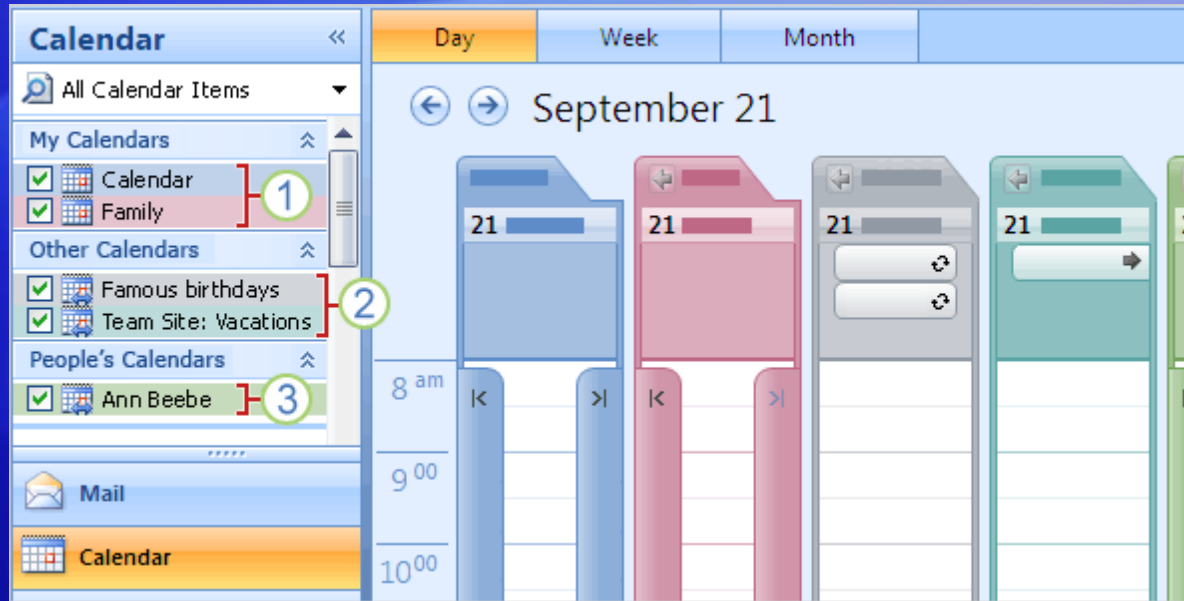 Calendar
Day
Week
Month
All Calendar Items
September 21
My Calendars
Calendar
Family
1
21
21
21
21
Other Calendars
Famous birthdays
Team Site: Vacations
2
People's Calendars
Ann Beebe
3
8 am
9 00
10 00
Mail
Calendar